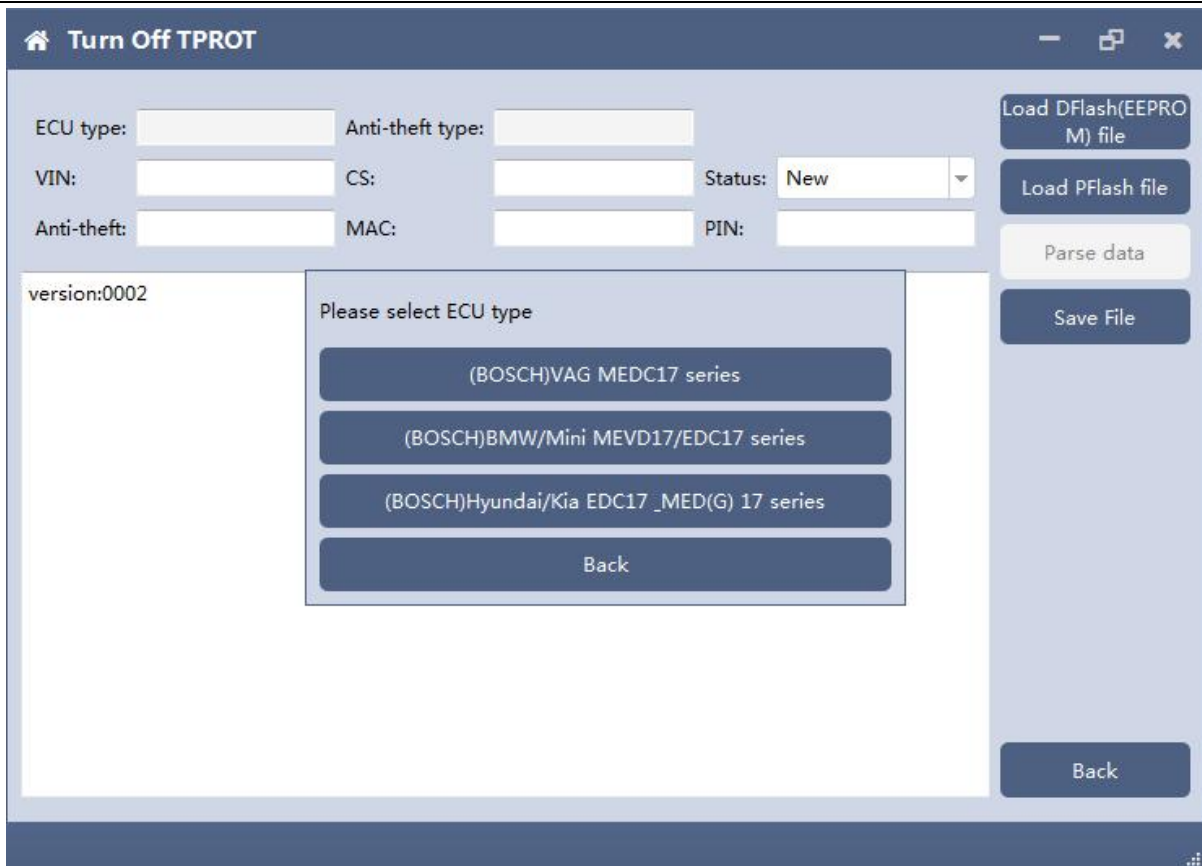 Turn Off TPROT
ECU type: Anti-theft type:
Load DFlash(EEPRO
M) file
VIN: CS: Status: New
Load PFlash file
Anti-theft: MAC: PIN:
Parse data
version:0002
Save File
Please select ECU type
(BOSCH)VAG MEDC17 series
(BOSCH)BMW/Mini MEVD17/EDC17 series
(BOSCH)Hyundai/Kia EDC17 _MED(G) 17 series
Back
Back